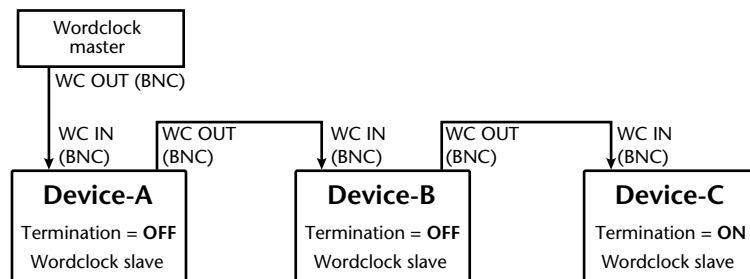 Wordclock
master
WC OUT (BNC)
WC IN
(BNC)
WC OUT
(BNC)
WC IN
(BNC)
WC OUT
(BNC)
WC IN
(BNC)
Device-A
Termination = OFF
Wordclock slave
Device-B
Termination = OFF
Wordclock slave
Device-C
Termination = ON
Wordclock slave